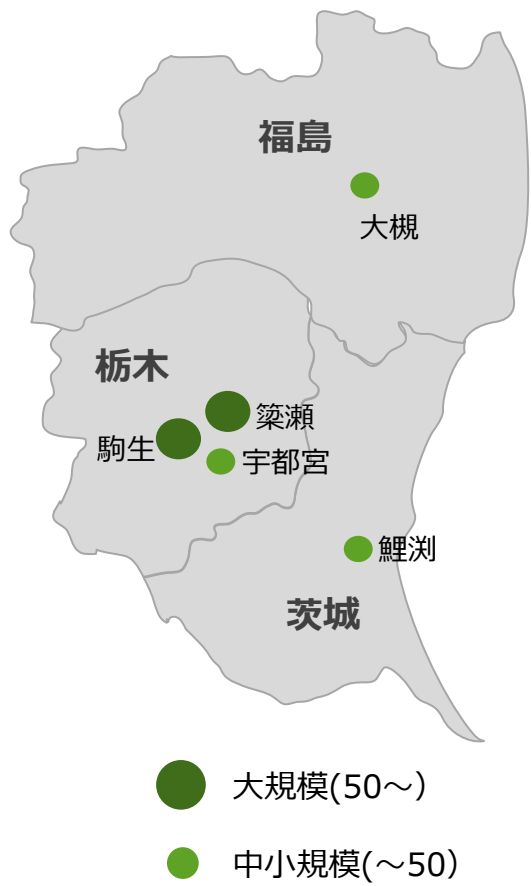 福島
大槻
栃木
簗瀬
駒生
宇都宮
鯉渕
茨城
大規模(50～)
中小規模(～50)